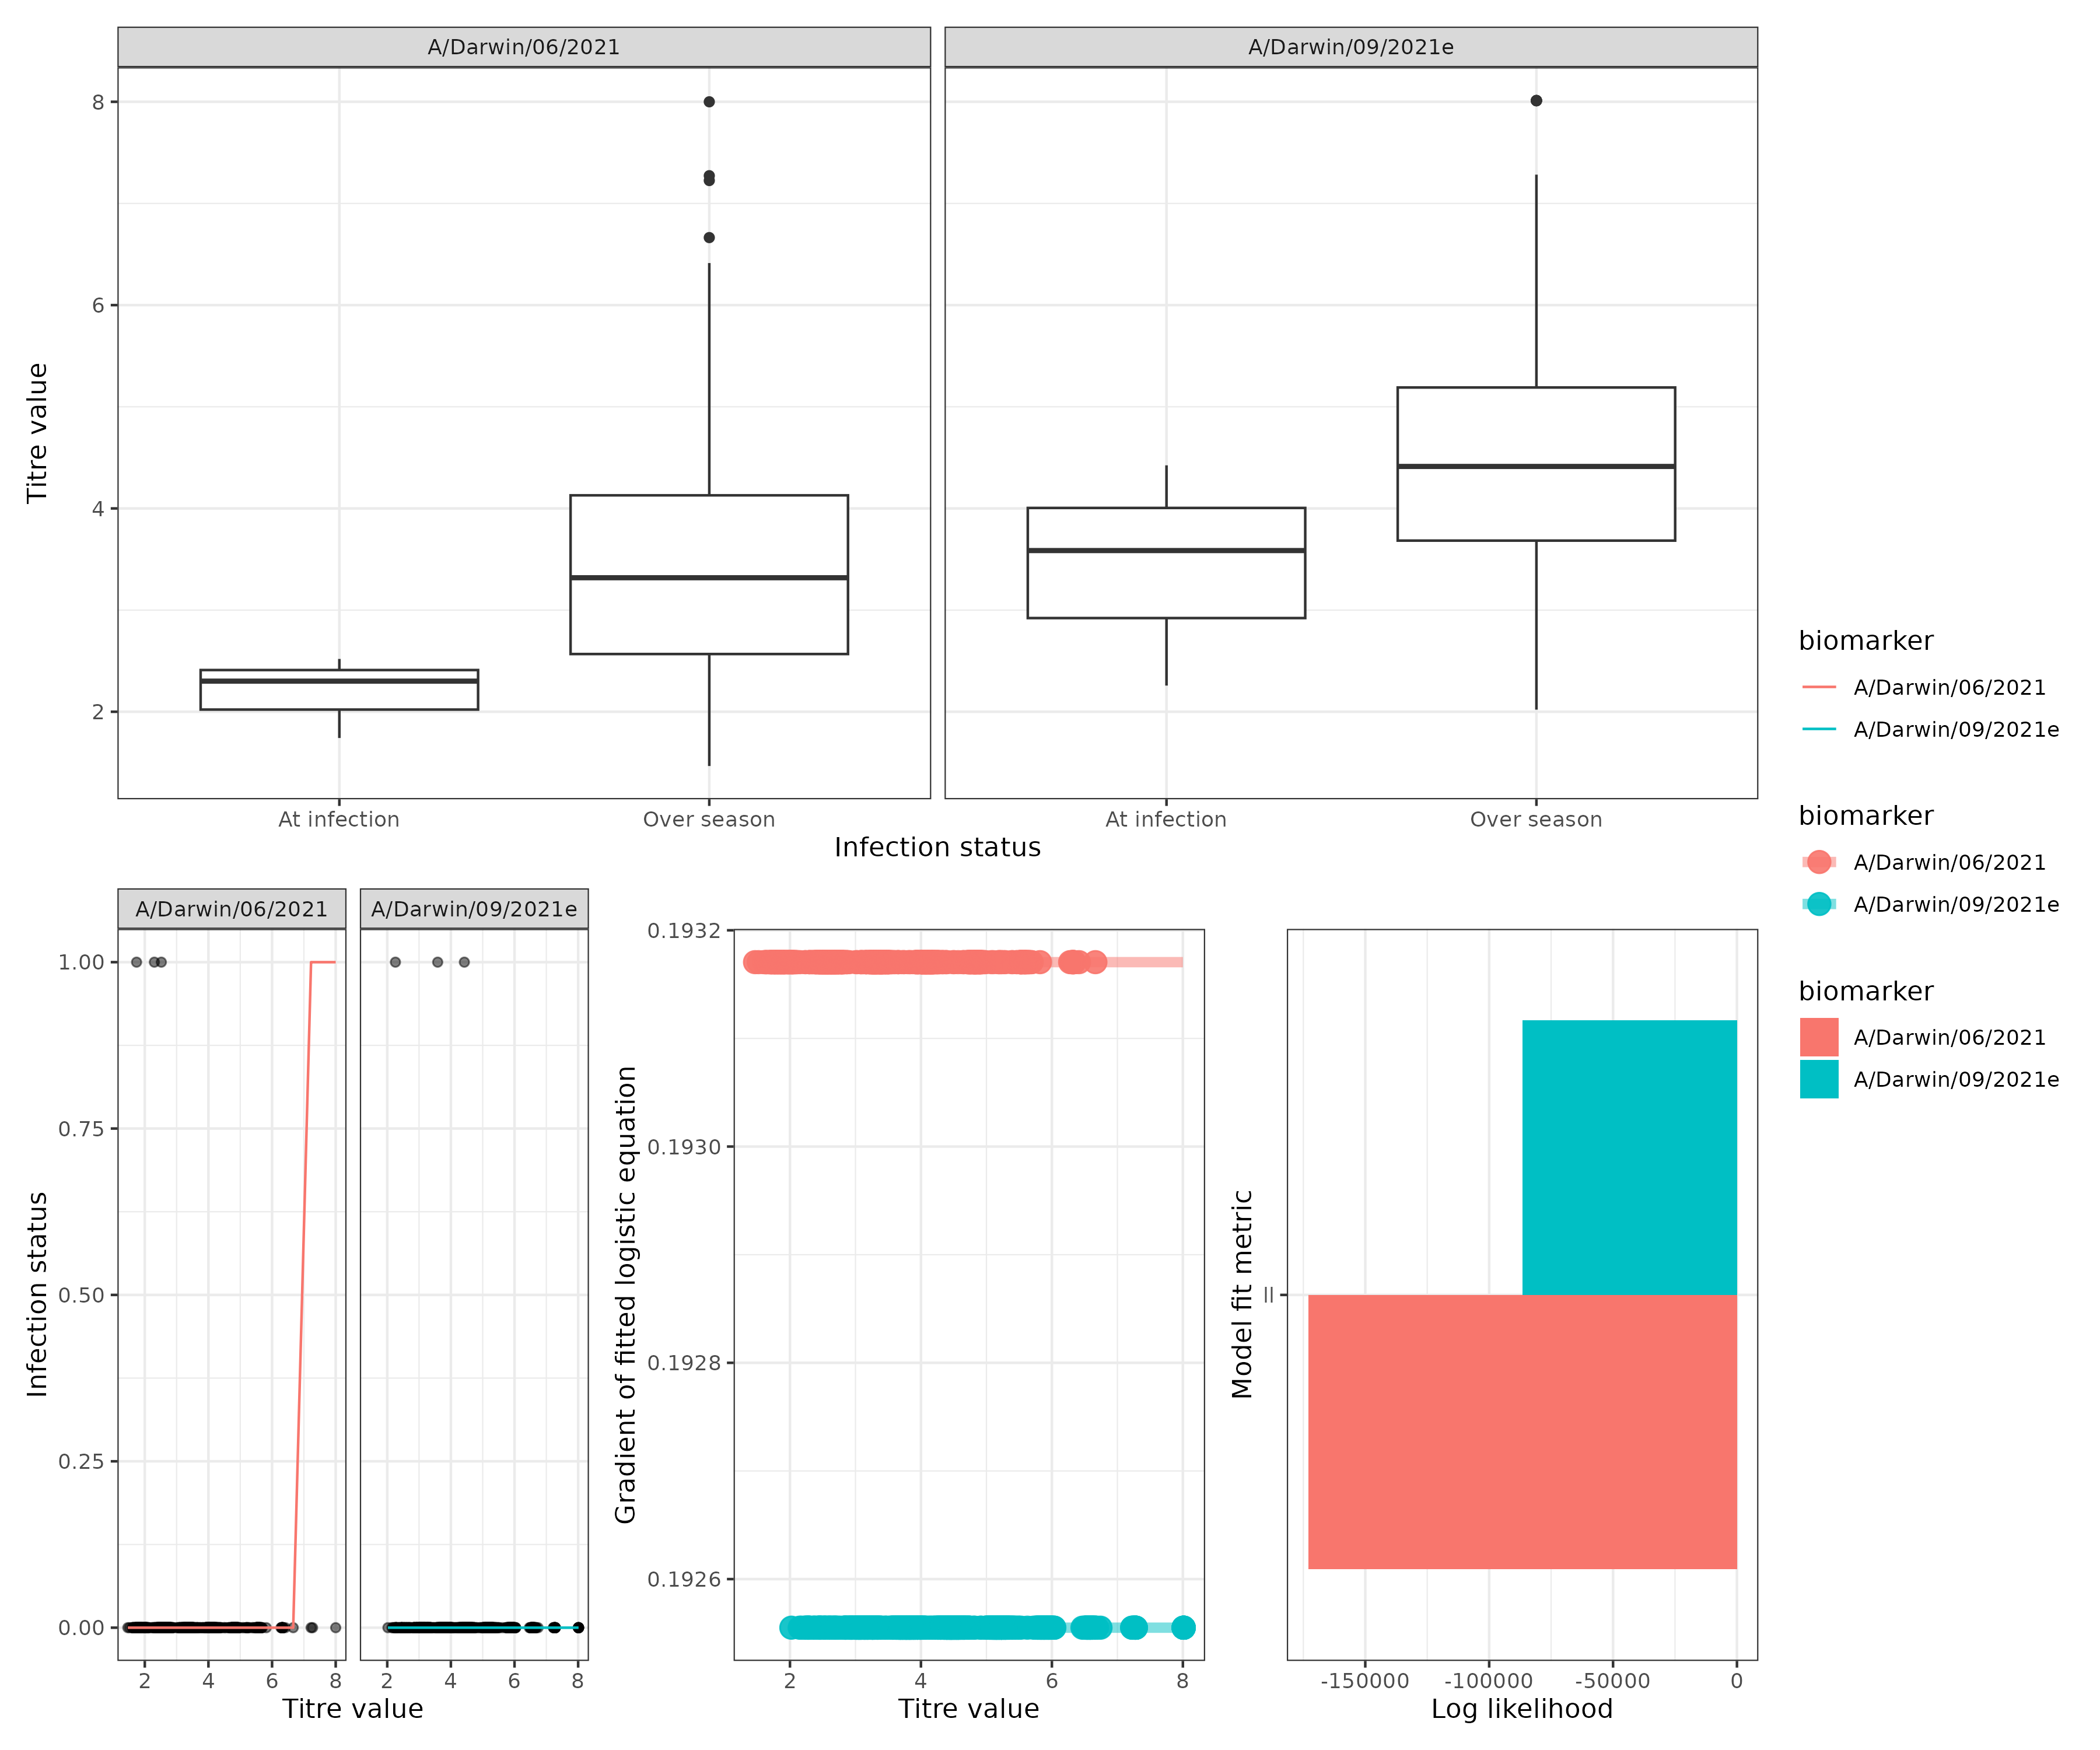 A/Darwin/06/2021
A/Darwin/09/2021e
Titre value
8
6
4
2
At infection
Over season
At infection
Over season
Infection status
biomarker
A/Darwin/06/2021
A/Darwin/09/2021e
biomarker
A/Darwin/06/2021
A/Darwin/09/2021e
biomarker
A/Darwin/06/2021
A/Darwin/09/2021e
A/Darwin/06/2021
A/Darwin/09/2021e
Infection status
1.00
0.75
0.50
0.25
0.00
2 4 6 8
2 4 6 8
Titre value
Gradient of fitted logistic equation
0.1932
0.1930
0.1928
0.1926
2 4 6 8
Titre value
Model fit metric
ll
-150000 -100000 -50000 0
Log likelihood